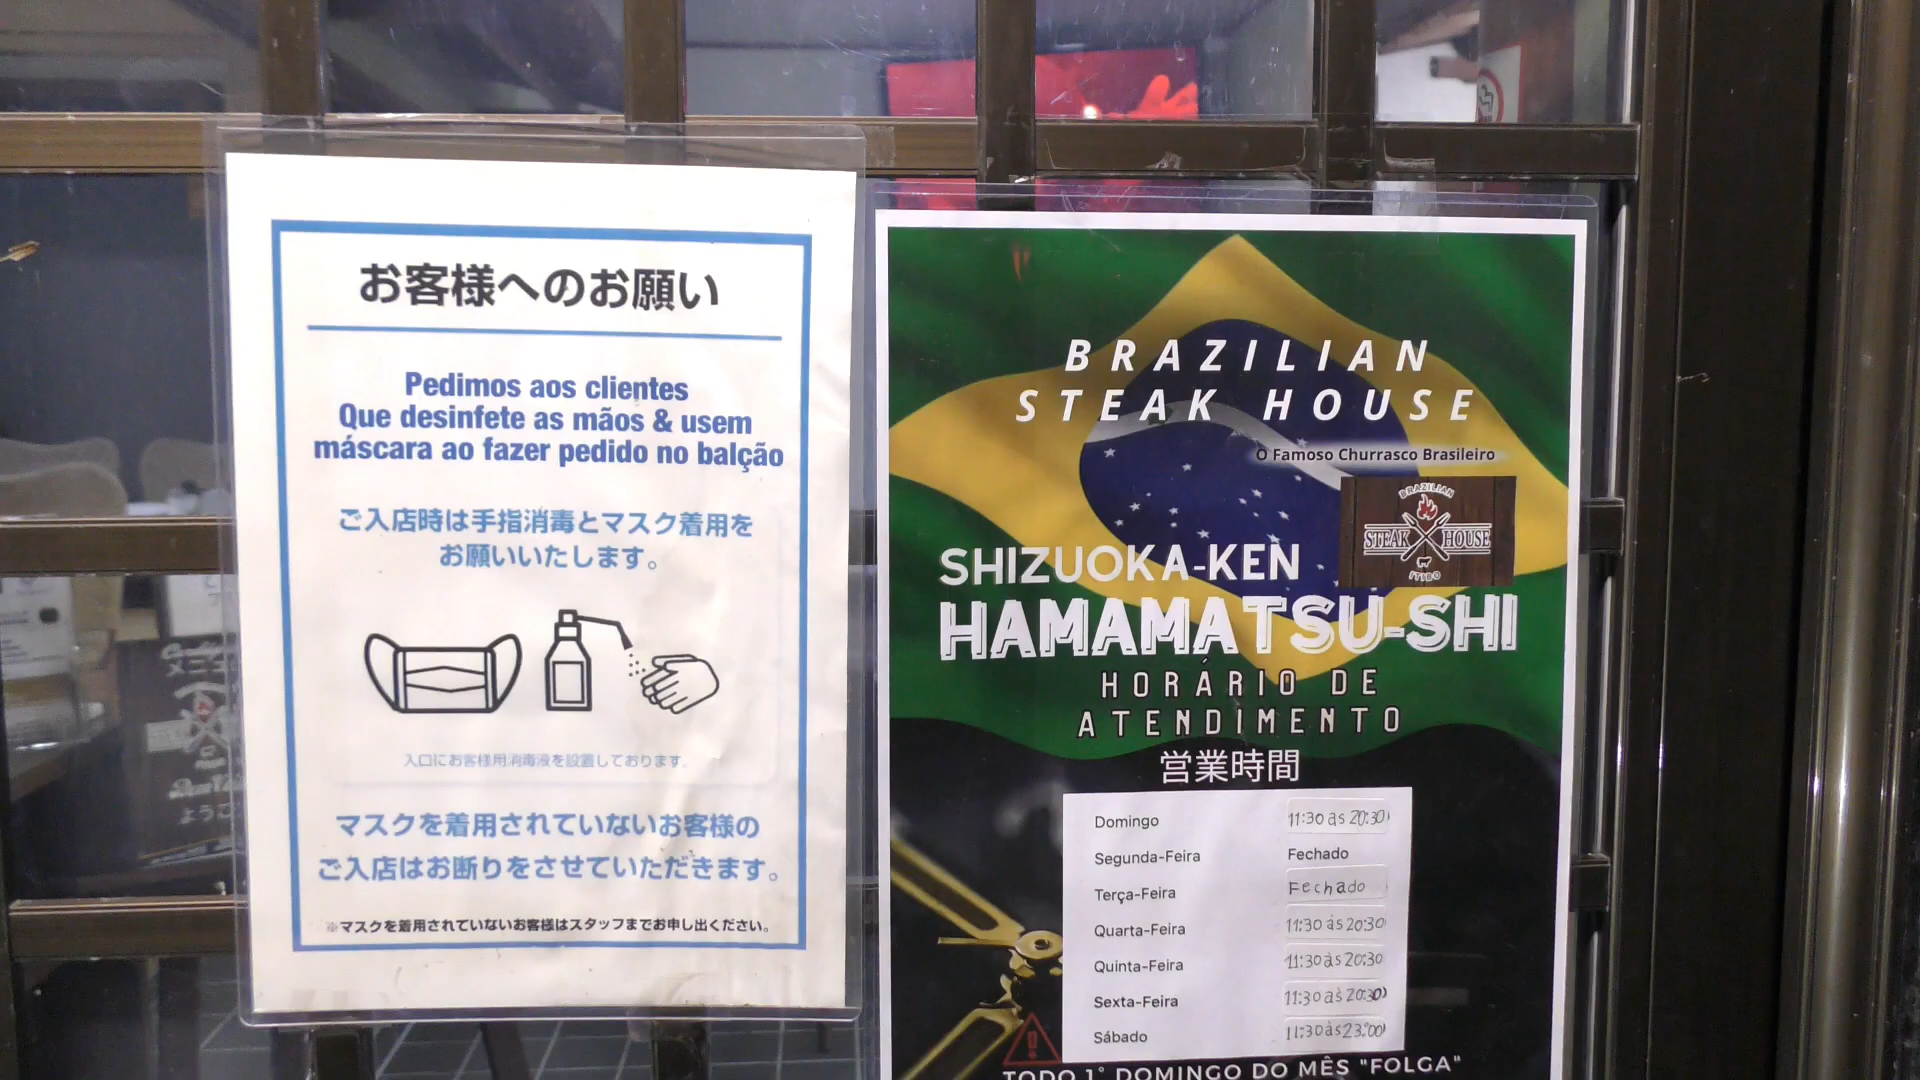 お客様へのお願い
Pedimos aos clientes
Que desinfete as mãos & usem
máscara ao fazer pedido no balção
ご入店時は手指消毒とマスク着用を
お願いいたします。
入口にお客様用消毒液を設置しております。
マスクを着用されていないお客様の
ご入店はお断りをさせていただきます。
※マスクを着用されていないお客様はスタッフまでお申し出ください。
BRAZILIAN
STEAK HOUSE
O Famoso Churrasco Brasileiro
BRAZILIAN
STEAK HOUSE
ITIBO
SHIZUOKA-KEN
HAMAMATSU-SHI
HORÁRIO DE
ATENDIMENTO
営業時間
Domingo 11:30 as 20:30
Segunda-Feira Fechado
Terça-Feira Fechado
Quarta-Feira 11:30 às 20:30
Quinta-Feira 11:30 às 20:30
Sexta-Feira 11:30 às 20:30
Sábado 11:30 às 23:00
TODO 1° DOMINGO DO MÊS "FOLGA"